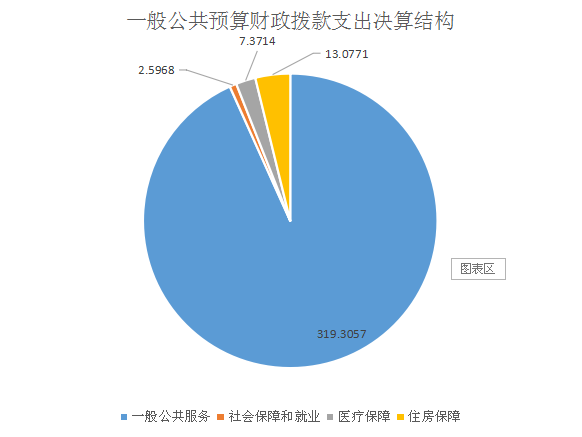 一般公共预算财政拨款支出决算结构
7.3714
13.0771
2.5968
图表区
319.3057
一般公共服务 社会保障和就业 医疗保障 住房保障